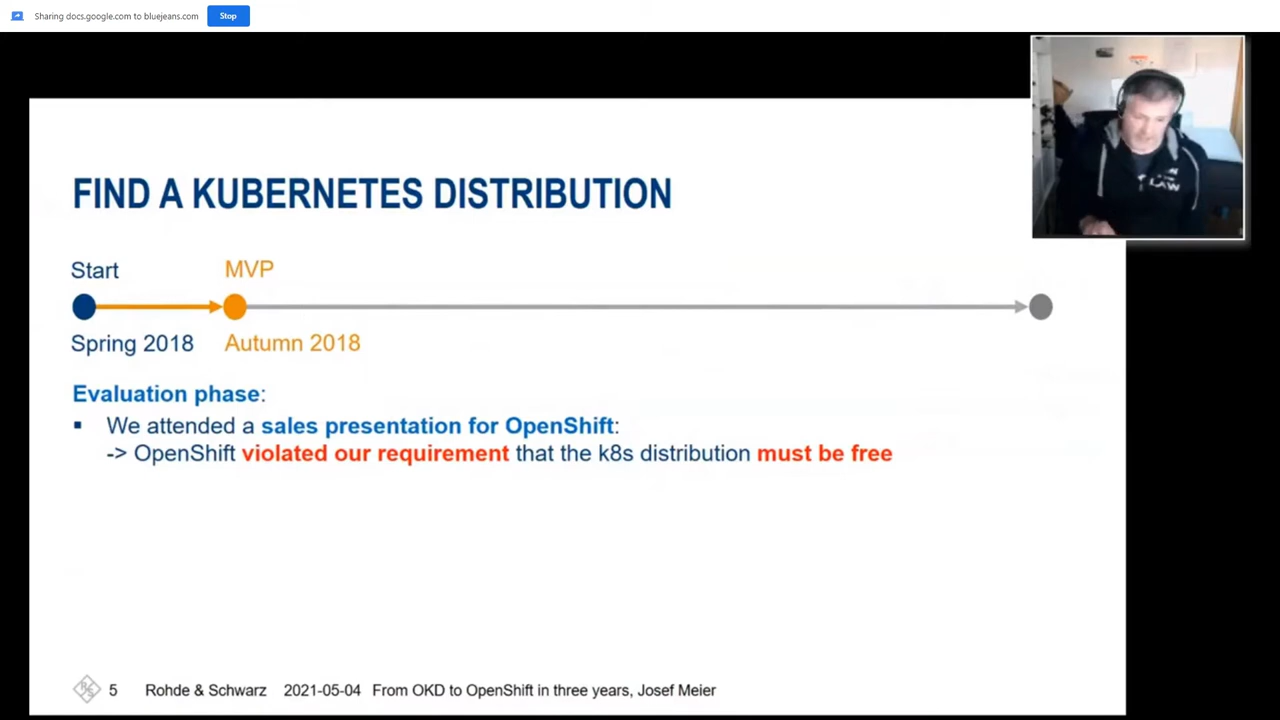 Sharing docs.google.com to bluejeans.com Stop
FIND A KUBERNETES DISTRIBUTION
Start MVP
Spring 2018 Autumn 2018
Evaluation phase:
▪ We attended a sales presentation for OpenShift:
-> OpenShift violated our requirement that the k8s distribution must be free
5 Rohde & Schwarz 2021-05-04 From OKD to OpenShift in three years, Josef Meier
LAW